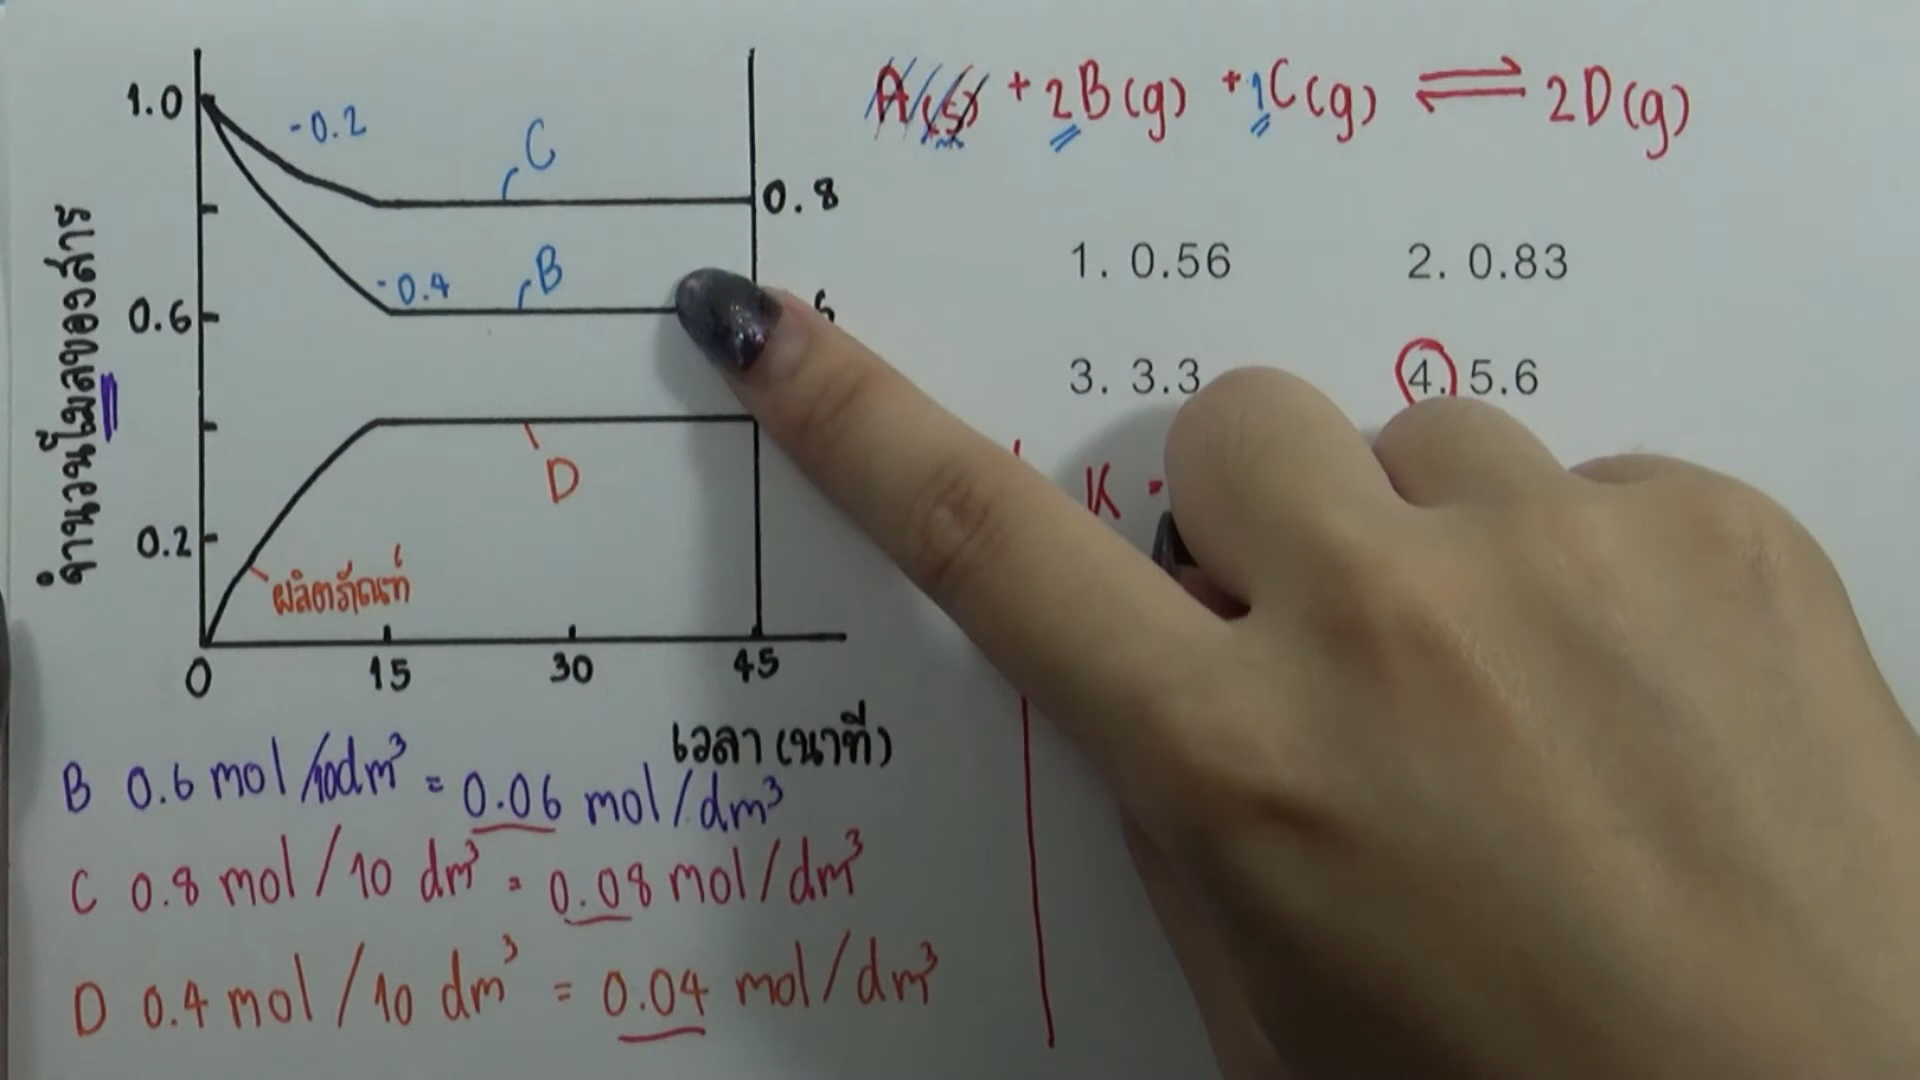 A(s) + 2B(g) + 1C(g) ⇌ 2D(g)
จำนวนโมลของสาร
1.0
-0.2
C
0.8
-0.4
B
0.6
D
0.2
ผลิตภัณฑ์
0 15 30 45
เวลา (นาที)
1. 0.56 2. 0.83
3. 3.3 4. 5.6
K
B 0.6 mol/10dm³ = 0.06 mol/dm³
C 0.8 mol/10 dm³ = 0.08 mol/dm³
D 0.4 mol/10 dm³ = 0.04 mol/dm³